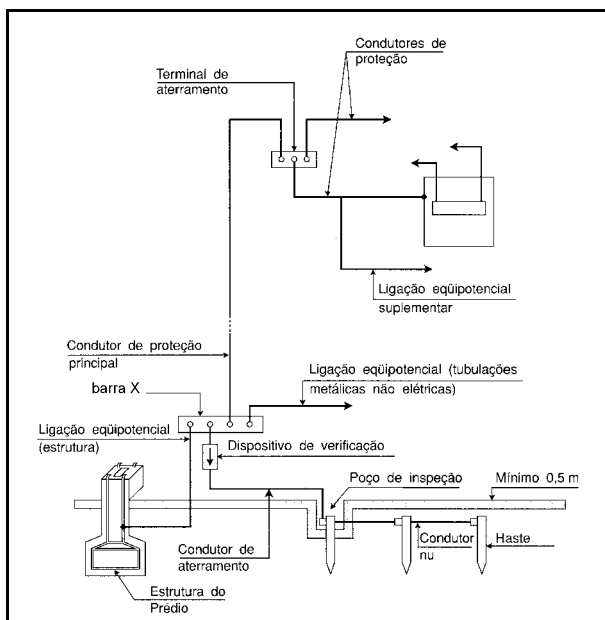 Condutores de
proteção
Terminal de
aterramento
Ligação eqüipotencial
suplementar
Condutor de proteção
principal
Ligação eqüipotencial (tubulações
metálicas não elétricas)
barra X
Ligação eqüipotencial
(estrutura)
Dispositivo de verificação
Poço de inspeção
Mínimo 0,5 m
Condutor de
aterramento
Condutor
nu
Haste
Estrutura do
Prédio